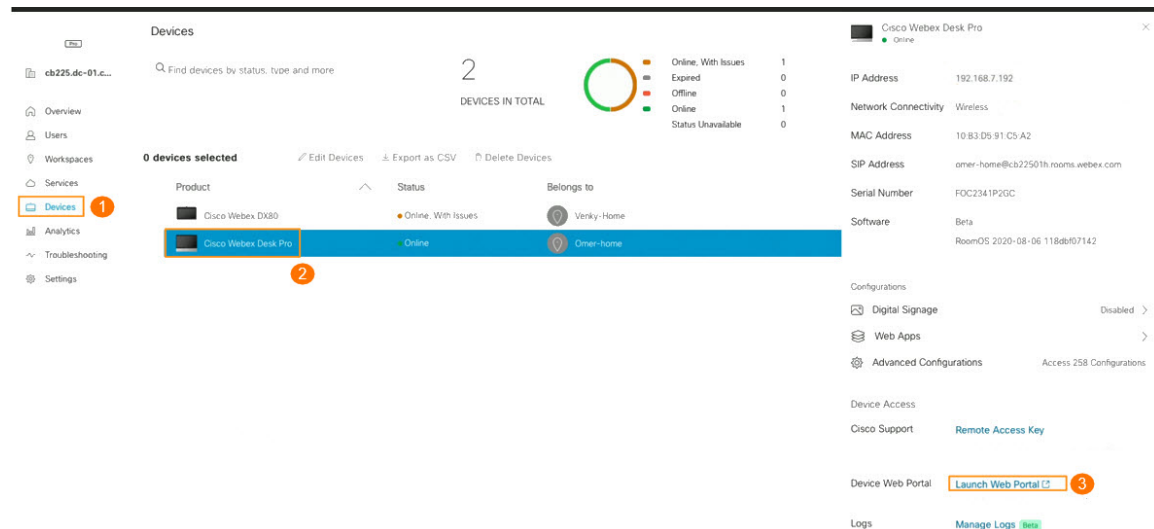 Pro
cb225.dc-01.c...
Overview
Users
Workspaces
Services
Devices
1
Analytics
Troubleshooting
Settings
Devices
Find devices by status, type and more
2
DEVICES IN TOTAL
Online, With Issues 1
Expired 0
Offline 0
Online 1
Status Unavailable 0
0 devices selected Edit Devices Export as CSV Delete Devices
Product Status Belongs to
Cisco Webex DX80 Online, With Issues Venky-Home
Cisco Webex Desk Pro Online Omer-home
2
Cisco Webex Desk Pro
Online
IP Address 192.168.7.192
Network Connectivity Wireless
MAC Address 10:B3:D5:91:C5:A2
SIP Address omer-home@cb22501h.rooms.webex.com
Serial Number FOC2341P2GC
Software Beta
RoomOS 2020-08-06 118dbf07142
Configurations
Digital Signage Disabled
Web Apps
Advanced Configurations Access 258 Configurations
Device Access
Cisco Support Remote Access Key
Device Web Portal Launch Web Portal 3
Logs Manage Logs Beta